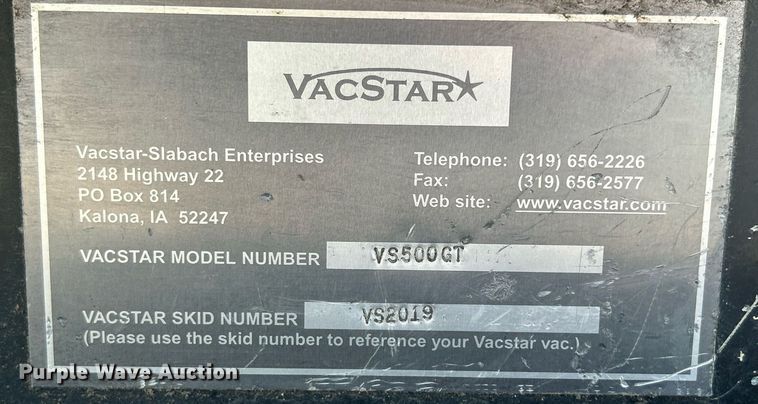 VACSTAR
Vacstar-Slabach Enterprises
2148 Highway 22
PO Box 814
Kalona, IA 52247
Telephone: (319) 656-2226
Fax: (319) 656-2577
Web site: www.vacstar.com
VACSTAR MODEL NUMBER VS500GT
VACSTAR SKID NUMBER VS2019
(Please use the skid number to reference your Vacstar vac.)
Purple Wave Auction